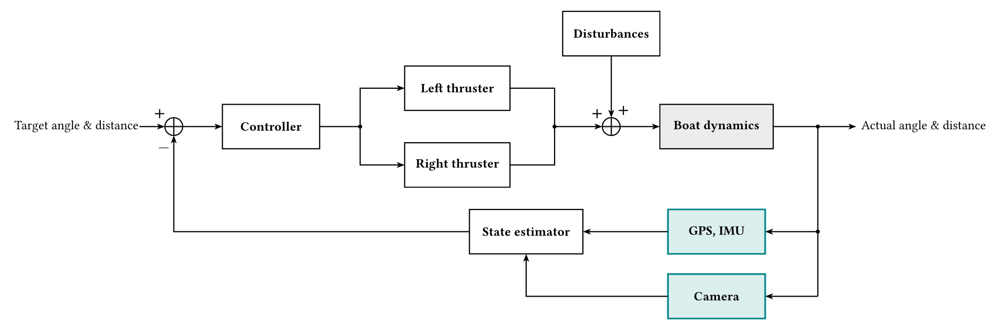 Disturbances
Left thruster
+
+
+
Target angle & distance
Controller
Boat dynamics
Actual angle & distance
−
Right thruster
State estimator
GPS, IMU
Camera